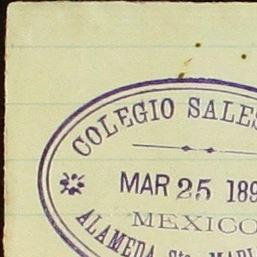 COLEGIO SALES
MAR 25 189
MEXICO
ALAMEDA Sta. MARI